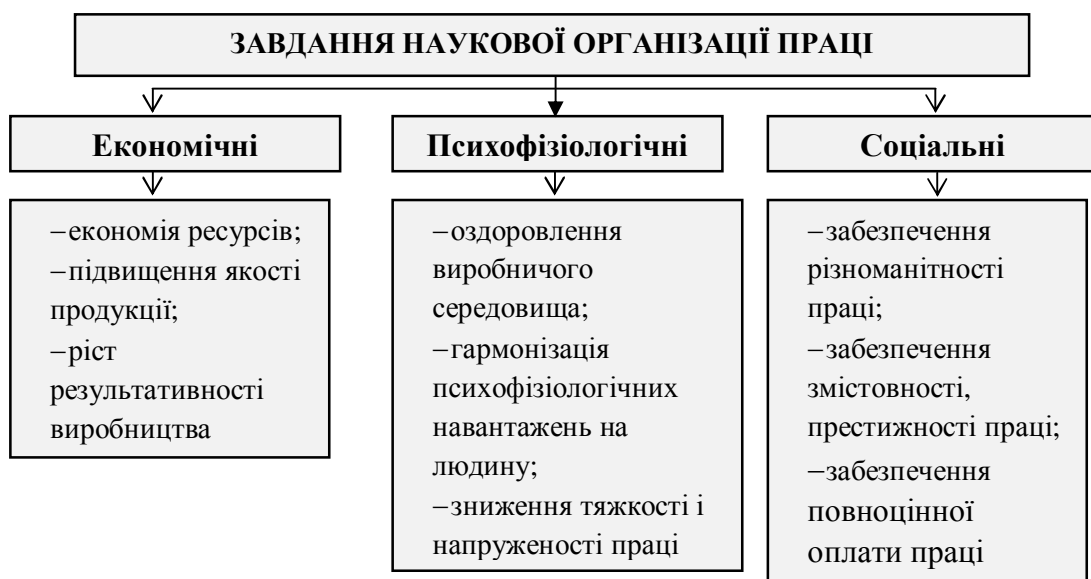 ЗАВДАННЯ НАУКОВОЇ ОРГАНІЗАЦІЇ ПРАЦІ
Економічні
Психофізіологічні
Соціальні
–економія ресурсів;
–підвищення якості
продукції;
–ріст
результативності
виробництва
–оздоровлення
виробничого
середовища;
–гармонізація
психофізіологічних
навантажень на
людину;
–зниження тяжкості і
напруженості праці
–забезпечення
різноманітності
праці;
–забезпечення
змістовності,
престижності праці;
–забезпечення
повноцінної
оплати праці